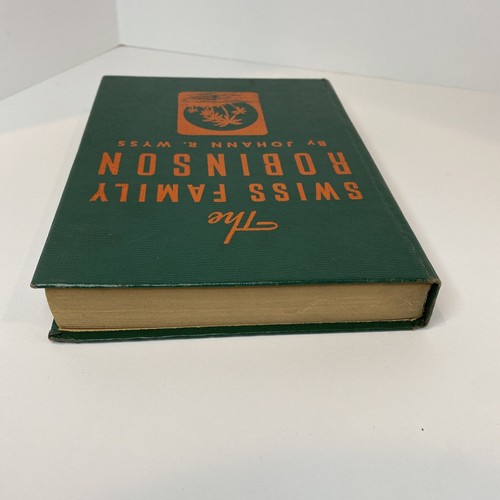 The
SWISS FAMILY
ROBINSON
By JOHANN R. WYSS